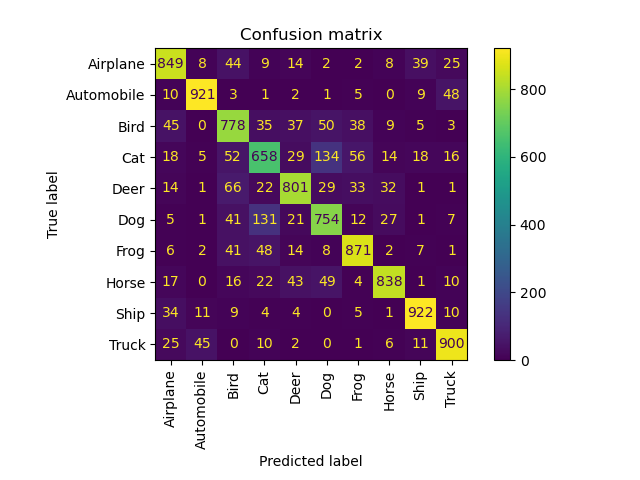 Confusion matrix
Airplane 849 8 44 9 14 2 2 8 39 25
Automobile 10 921 3 1 2 1 5 0 9 48
Bird 45 0 778 35 37 50 38 9 5 3
Cat 18 5 52 658 29 134 56 14 18 16
Deer 14 1 66 22 801 29 33 32 1 1
Dog 5 1 41 131 21 754 12 27 1 7
Frog 6 2 41 48 14 8 871 2 7 1
Horse 17 0 16 22 43 49 4 838 1 10
Ship 34 11 9 4 4 0 5 1 922 10
Truck 25 45 0 10 2 0 1 6 11 900
True label
Airplane Automobile Bird Cat Deer Dog Frog Horse Ship Truck
Predicted label
800
600
400
200
0